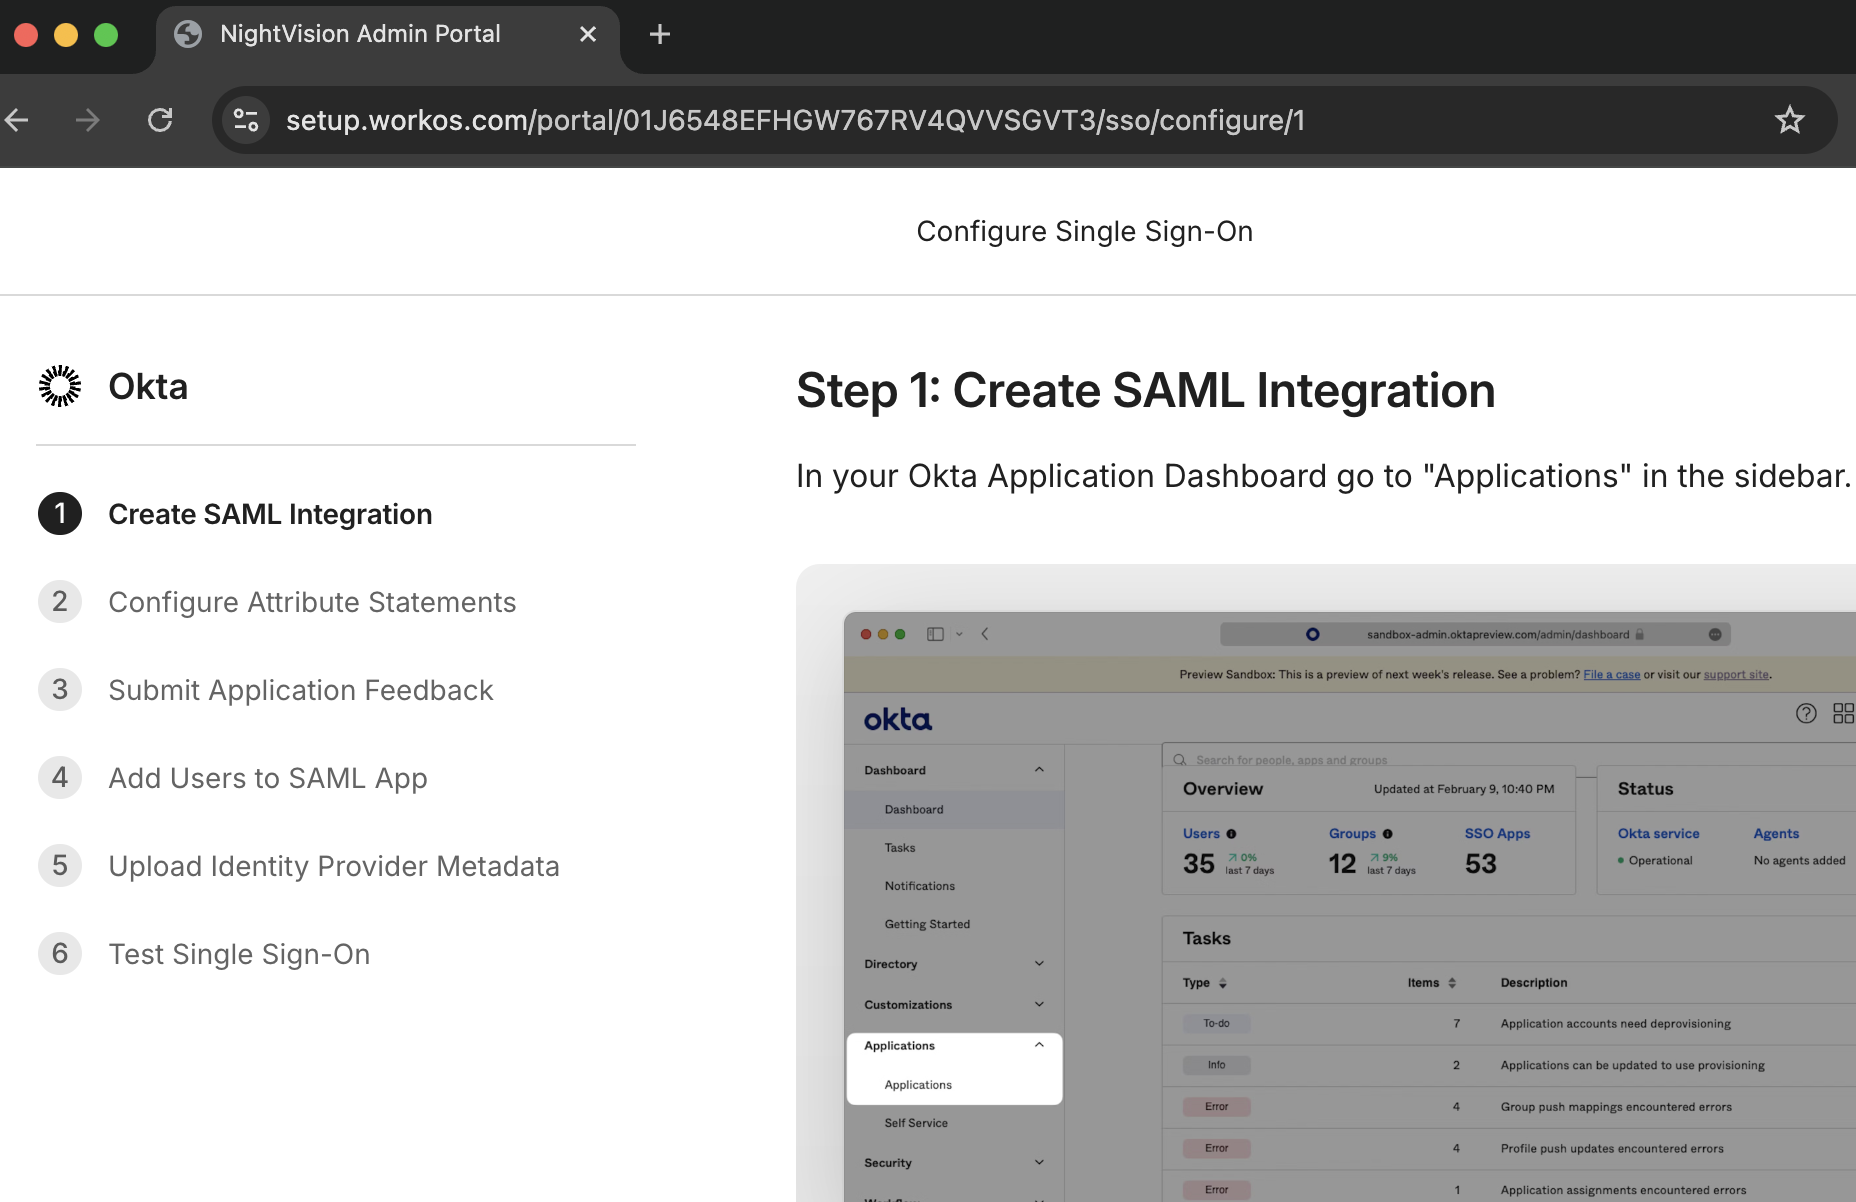 NightVision Admin Portal
setup.workos.com/portal/01J6548EFHGW767RV4QVVSGVT3/sso/configure/1
Configure Single Sign-On
Okta
1 Create SAML Integration
2 Configure Attribute Statements
3 Submit Application Feedback
4 Add Users to SAML App
5 Upload Identity Provider Metadata
6 Test Single Sign-On
Step 1: Create SAML Integration
In your Okta Application Dashboard go to "Applications" in the sidebar.
sandbox-admin.oktapreview.com/admin/dashboard
Preview Sandbox: This is a preview of next week's release. See a problem? File a case or visit our support site.
okta
Search for people, apps and groups
Dashboard
Dashboard
Tasks
Notifications
Getting Started
Directory
Customizations
Applications
Applications
Self Service
Security
Overview Updated at February 9, 10:40 PM
Users Groups SSO Apps
35 0% last 7 days 12 9% last 7 days 53
Status
Okta service Agents
Operational No agents added
Tasks
Type Items Description
To-do 7 Application accounts need deprovisioning
Info 2 Applications can be updated to use provisioning
Error 4 Group push mappings encountered errors
Error 4 Profile push updates encountered errors
Error 1 Application assignments encountered errors